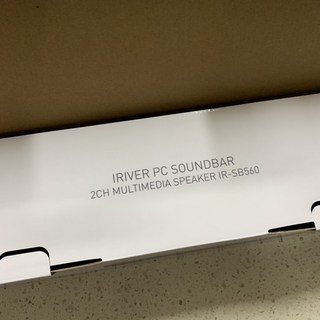 IRIVER PC SOUNDBAR
2CH MULTIMEDIA SPEAKER IR-SB560